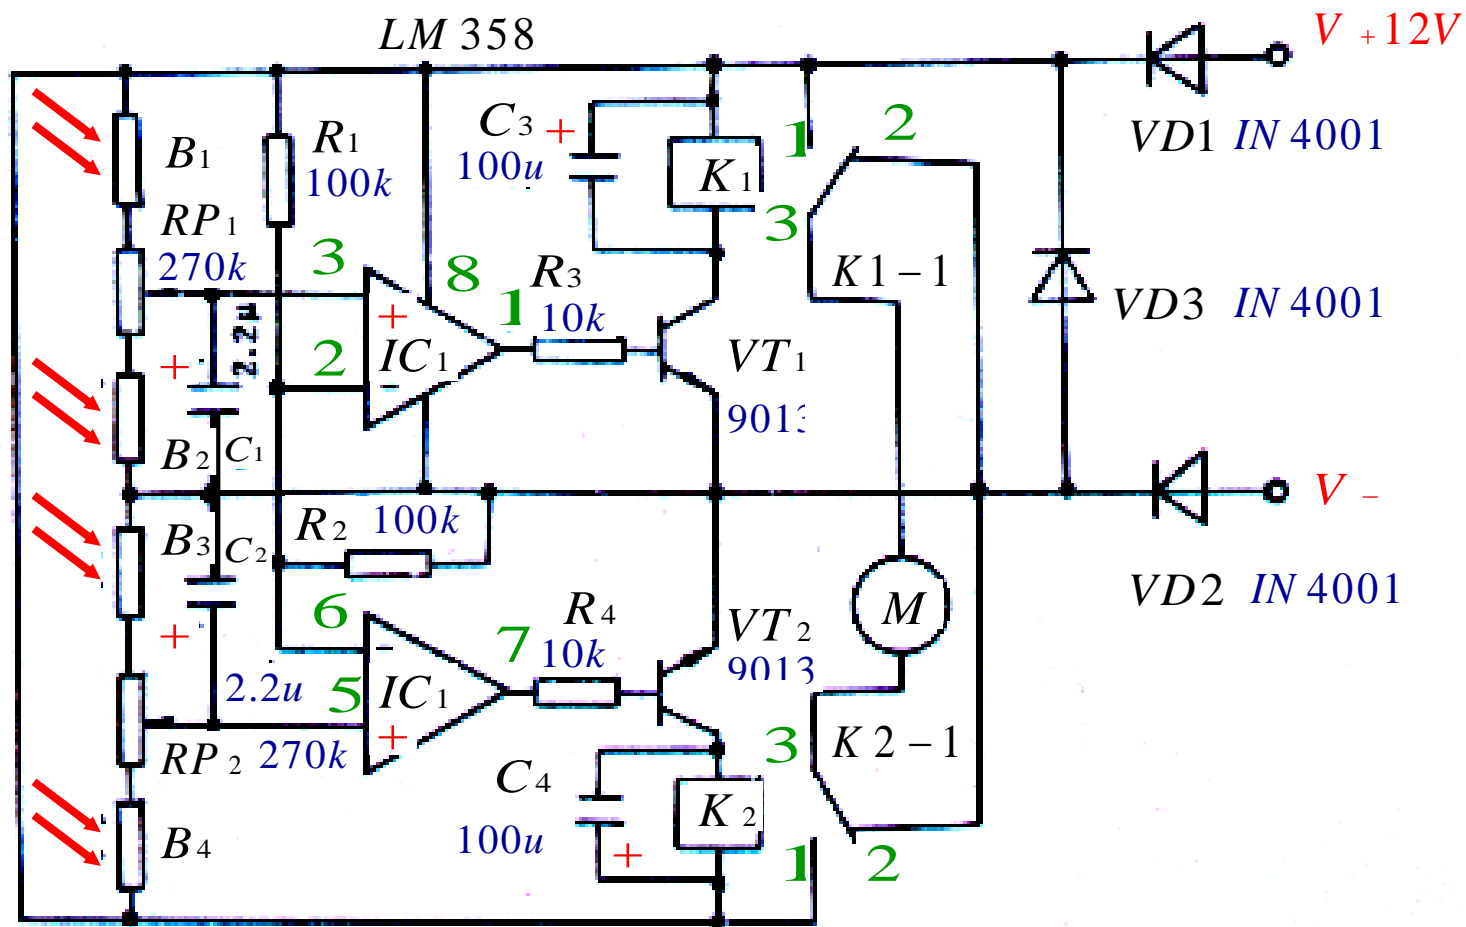 LM 358
V +12V
VD1 IN 4001
B1
R1
100k
C3 +
100u
K1
1
2
3
K1-1
RP1
270k
3
8
1
R3
10k
+
IC1
-
2
2.2μ
+
C1
B2
VT1
VD3 IN 4001
V -
VD2 IN 4001
B3
C2
R2
100k
+
2.2u
6
-
IC1
5
+
7
R4
10k
VT2
9013
M
RP2 270k
C4
100u
+
K2
3
K2-1
1
2
B4